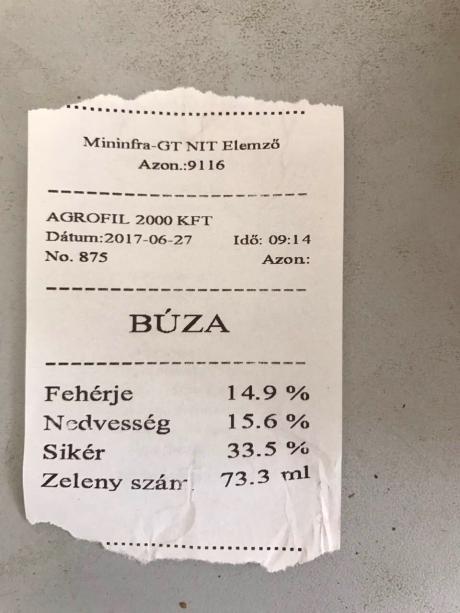 Mininfra-GT NIT Elemző
Azon.:9116
AGROFIL 2000 KFT
Dátum:2017-06-27 Idő: 09:14
No. 875 Azon:
BÚZA
Fehérje 14.9 %
Nedvesség 15.6 %
Sikér 33.5 %
Zeleny szám 73.3 ml